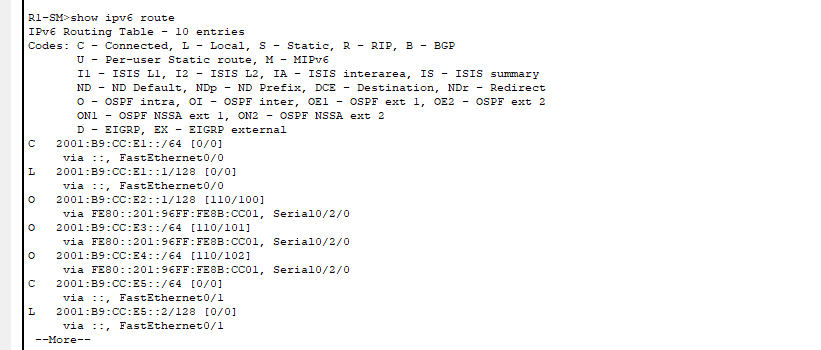 R1-SM>show ipv6 route
IPv6 Routing Table - 10 entries
Codes: C - Connected, L - Local, S - Static, R - RIP, B - BGP
U - Per-user Static route, M - MIPv6
I1 - ISIS L1, I2 - ISIS L2, IA - ISIS interarea, IS - ISIS summary
ND - ND Default, NDp - ND Prefix, DCE - Destination, NDr - Redirect
O - OSPF intra, OI - OSPF inter, OE1 - OSPF ext 1, OE2 - OSPF ext 2
ON1 - OSPF NSSA ext 1, ON2 - OSPF NSSA ext 2
D - EIGRP, EX - EIGRP external
C 2001:B9:CC:E1::/64 [0/0]
via ::, FastEthernet0/0
L 2001:B9:CC:E1::1/128 [0/0]
via ::, FastEthernet0/0
O 2001:B9:CC:E2::1/128 [110/100]
via FE80::201:96FF:FE8B:CC01, Serial0/2/0
O 2001:B9:CC:E3::/64 [110/101]
via FE80::201:96FF:FE8B:CC01, Serial0/2/0
O 2001:B9:CC:E4::/64 [110/102]
via FE80::201:96FF:FE8B:CC01, Serial0/2/0
C 2001:B9:CC:E5::/64 [0/0]
via ::, FastEthernet0/1
L 2001:B9:CC:E5::2/128 [0/0]
via ::, FastEthernet0/1
--More--